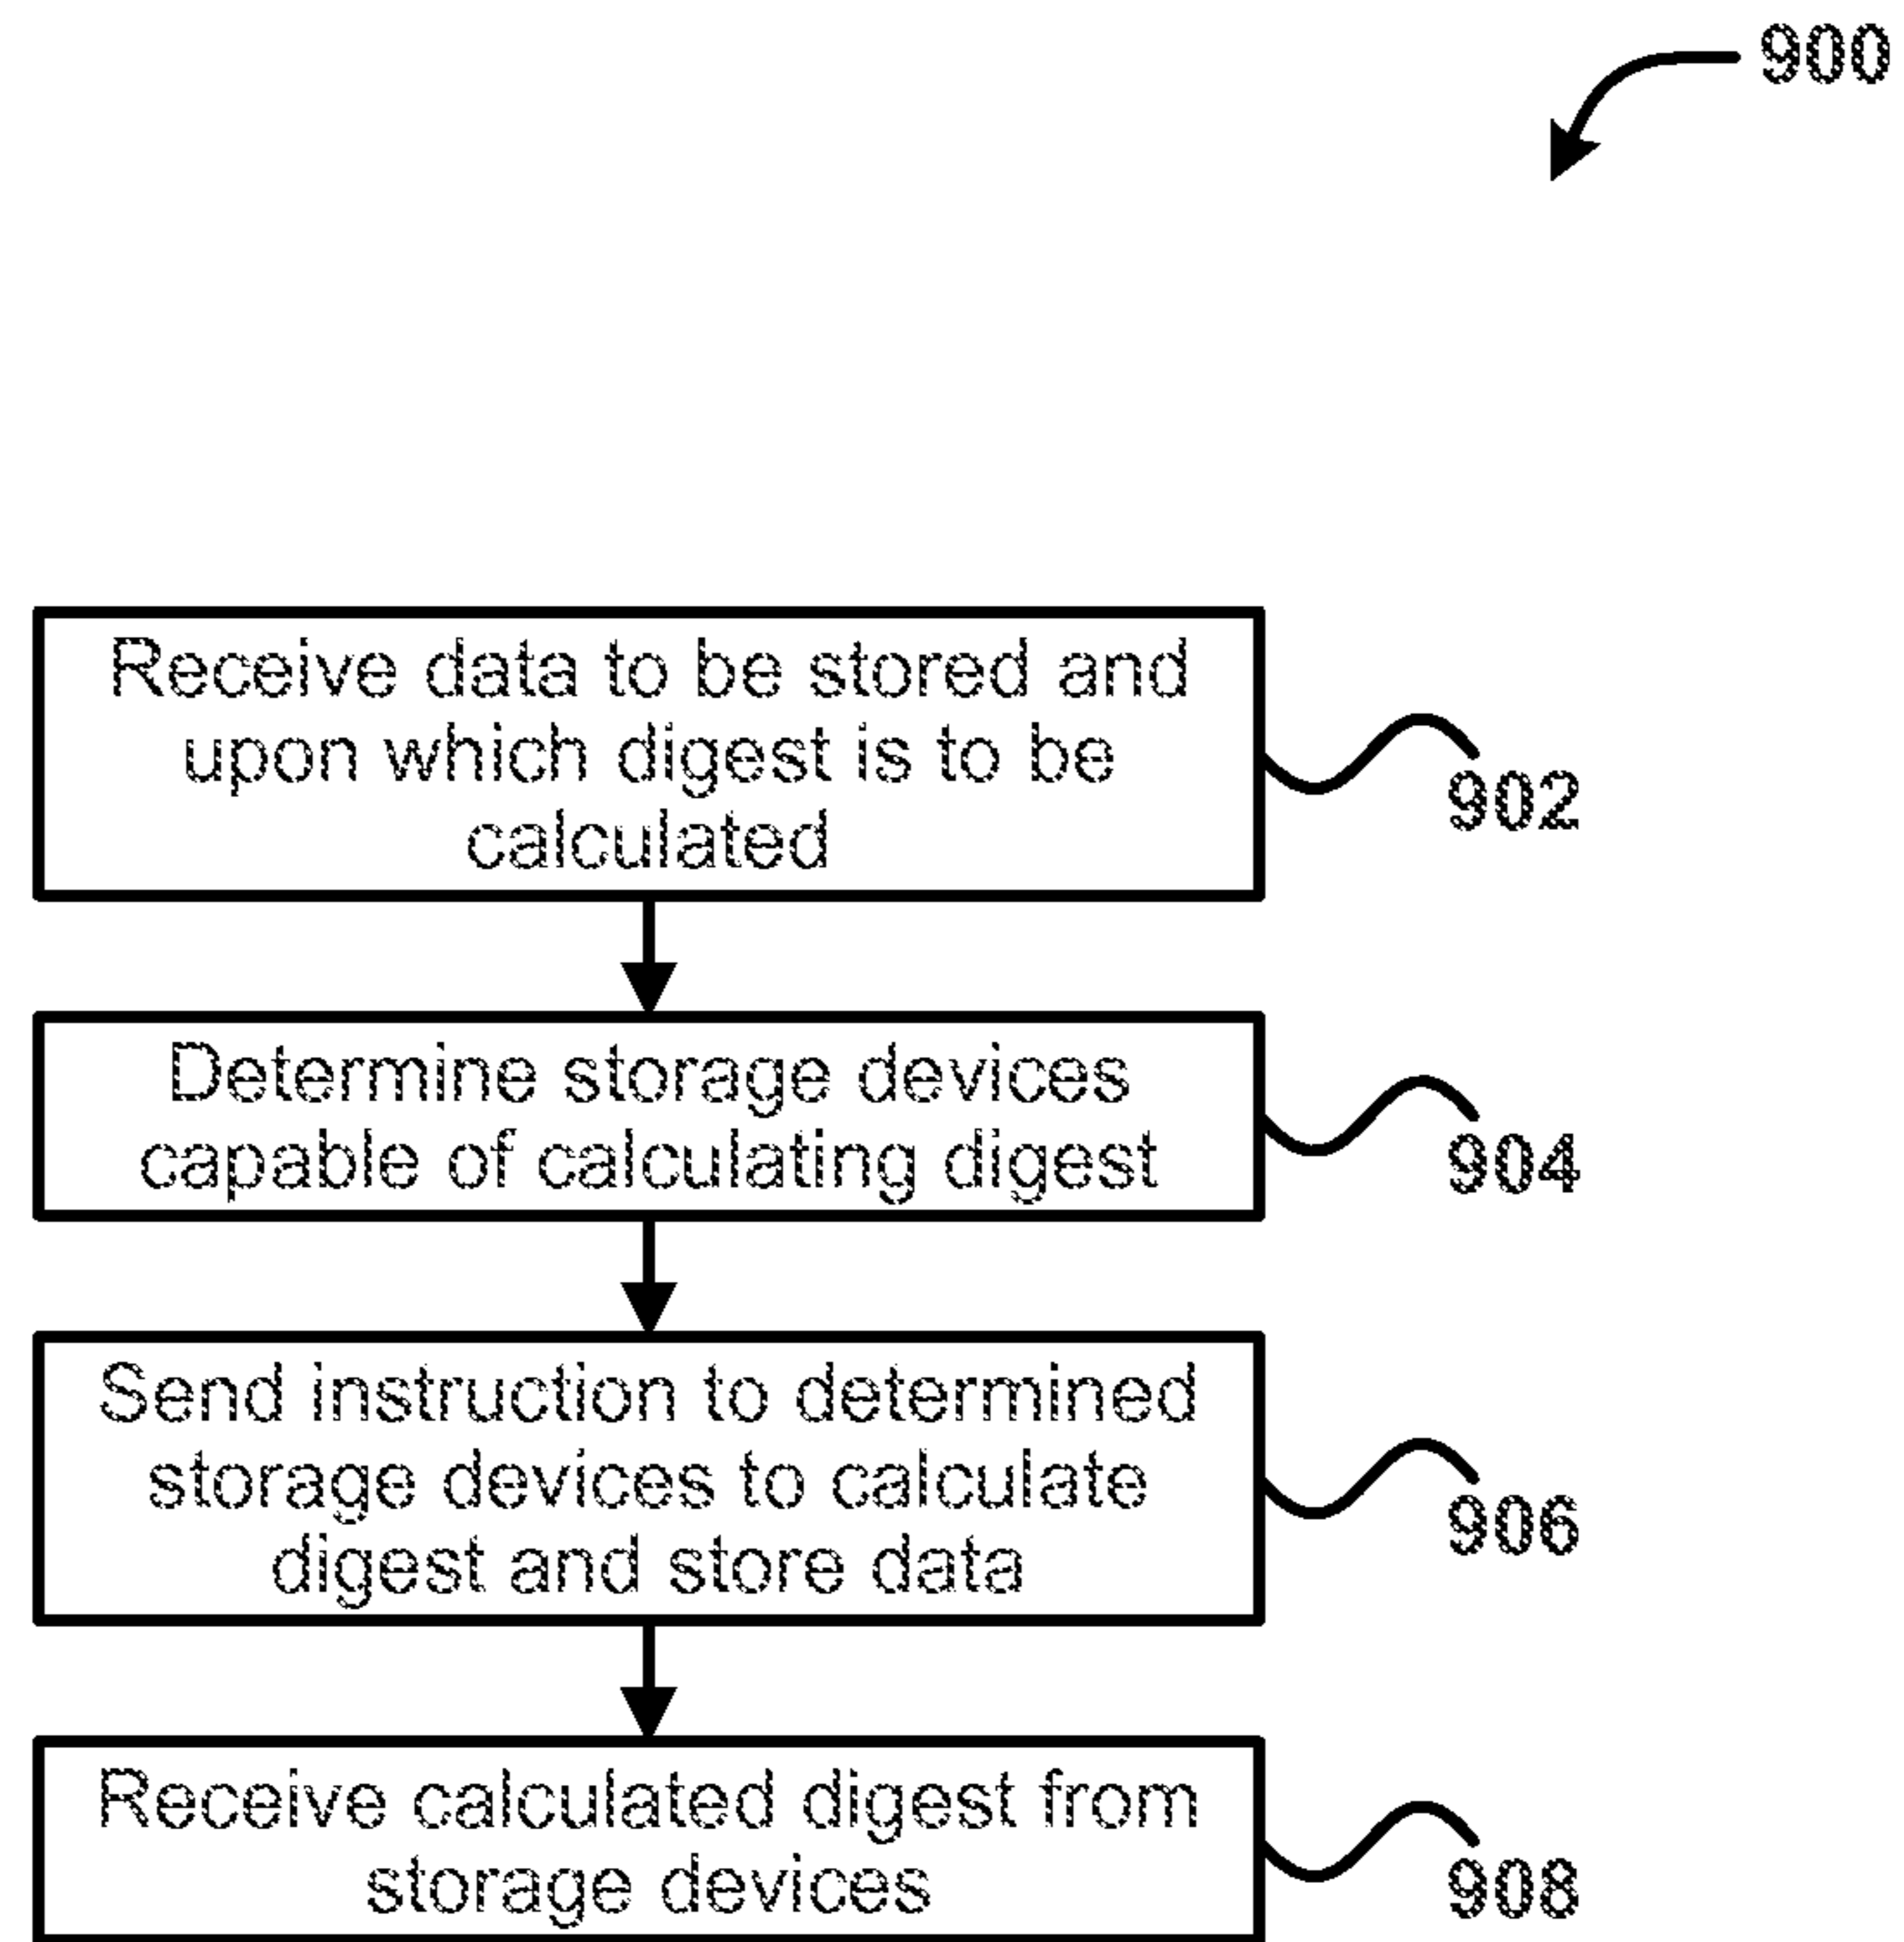 900
Receive data to be stored and
upon which digest is to be
calculated
902
Determine storage devices
capable of calculating digest
904
Send instruction to determined
storage devices to calculate
digest and store data
906
Receive calculated digest from
storage devices
908